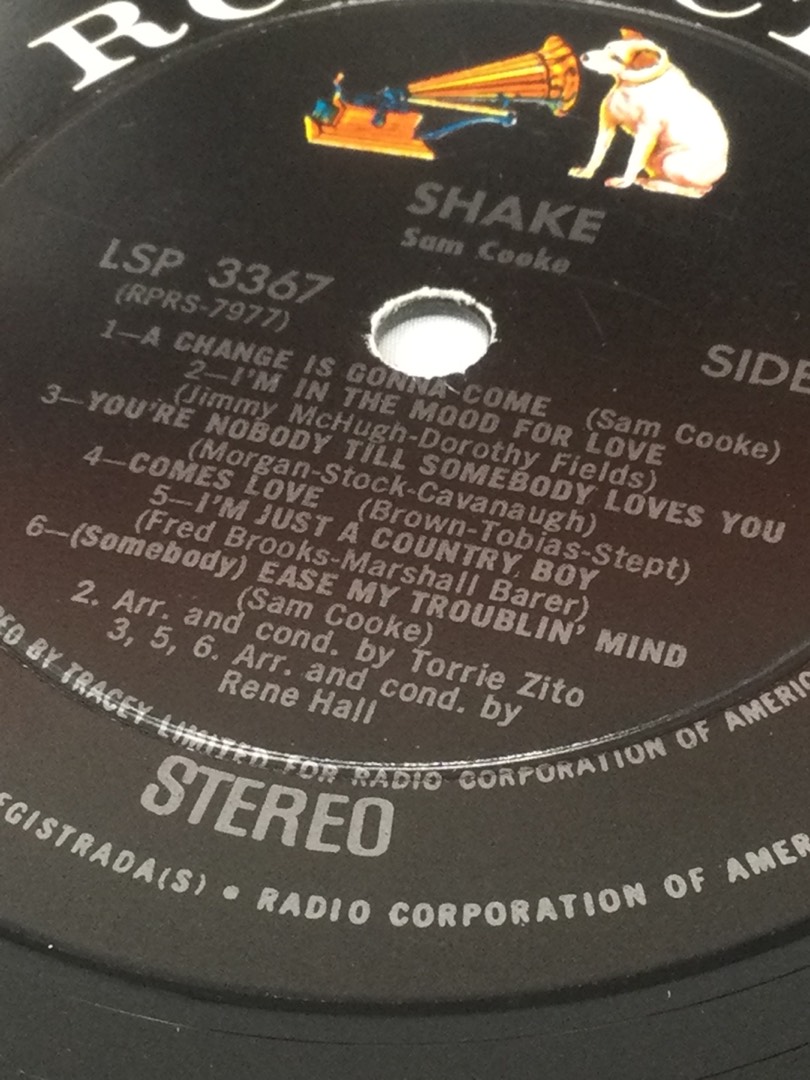 SHAKE
Sam Cooke
LSP 3367
(RPRS-7977)
SIDE
1—A CHANGE IS GONNA COME (Sam Cooke)
2—I'M IN THE MOOD FOR LOVE
(Jimmy McHugh-Dorothy Fields)
3—YOU'RE NOBODY TILL SOMEBODY LOVES YOU
(Morgan-Stock-Cavanaugh)
4—COMES LOVE (Brown-Tobias-Stept)
5—I'M JUST A COUNTRY BOY
(Fred Brooks-Marshall Barer)
6—(Somebody) EASE MY TROUBLIN' MIND
(Sam Cooke)
2. Arr. and cond. by Torrie Zito
3, 5, 6. Arr. and cond. by
Rene Hall
BY TRACEY LIMITED FOR RADIO CORPORATION OF AMERIC
STEREO
EGISTRADA(S) • RADIO CORPORATION OF AMER